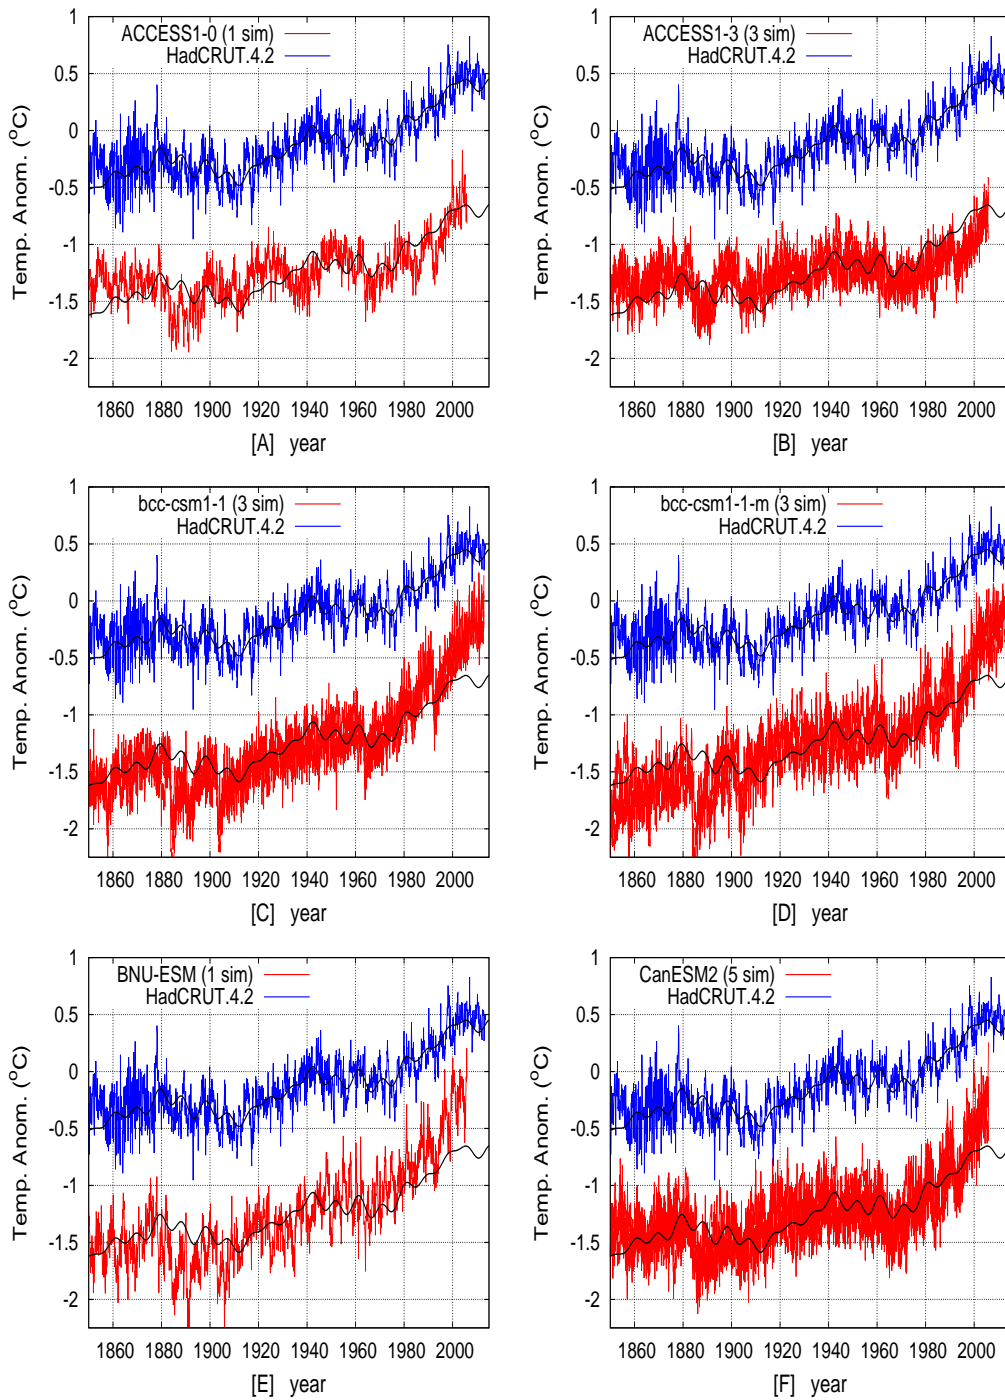 ACCESS1-0 (1 sim)
HadCRUT.4.2
Temp. Anom. (°C)
1
0.5
0
-0.5
-1
-1.5
-2
1860 1880 1900 1920 1940 1960 1980 2000
[A] year
ACCESS1-3 (3 sim)
HadCRUT.4.2
Temp. Anom. (°C)
1
0.5
0
-0.5
-1
-1.5
-2
1860 1880 1900 1920 1940 1960 1980 2000
[B] year
bcc-csm1-1 (3 sim)
HadCRUT.4.2
Temp. Anom. (°C)
1
0.5
0
-0.5
-1
-1.5
-2
1860 1880 1900 1920 1940 1960 1980 2000
[C] year
bcc-csm1-1-m (3 sim)
HadCRUT.4.2
Temp. Anom. (°C)
1
0.5
0
-0.5
-1
-1.5
-2
1860 1880 1900 1920 1940 1960 1980 2000
[D] year
BNU-ESM (1 sim)
HadCRUT.4.2
Temp. Anom. (°C)
1
0.5
0
-0.5
-1
-1.5
-2
1860 1880 1900 1920 1940 1960 1980 2000
[E] year
CanESM2 (5 sim)
HadCRUT.4.2
Temp. Anom. (°C)
1
0.5
0
-0.5
-1
-1.5
-2
1860 1880 1900 1920 1940 1960 1980 2000
[F] year